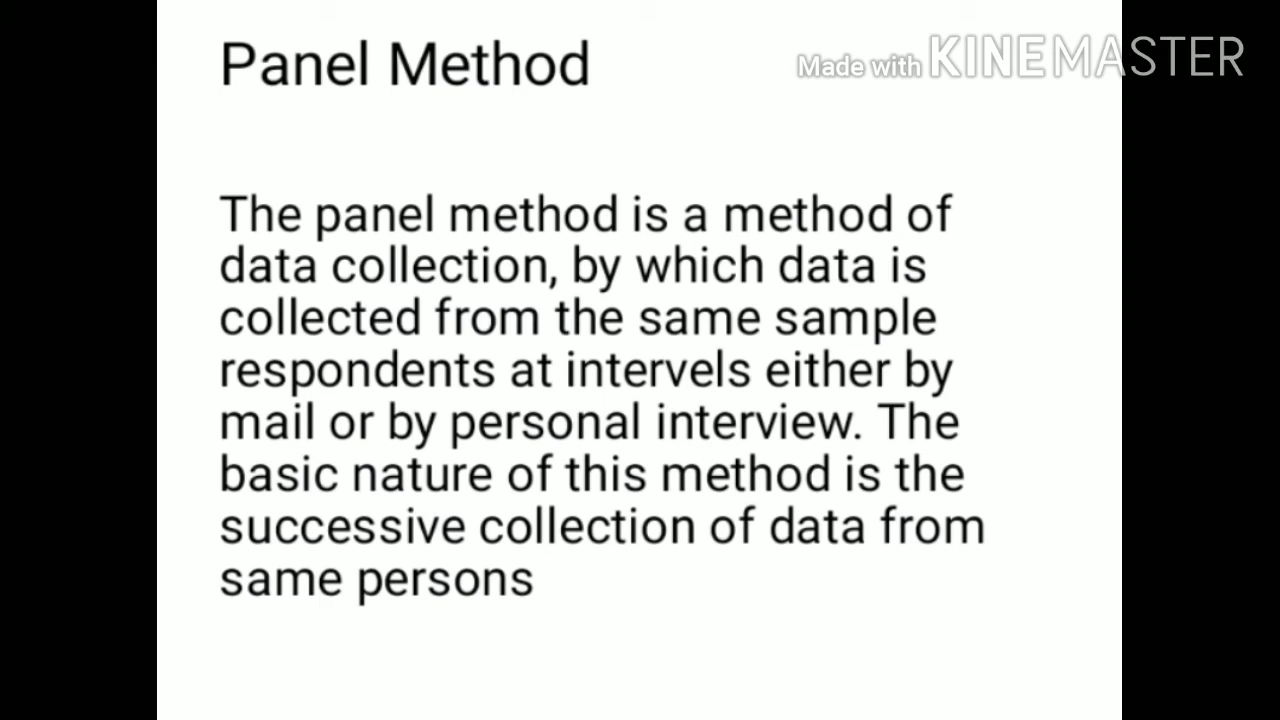 Panel Method
Made with KINEMASTER
The panel method is a method of
data collection, by which data is
collected from the same sample
respondents at intervels either by
mail or by personal interview. The
basic nature of this method is the
successive collection of data from
same persons